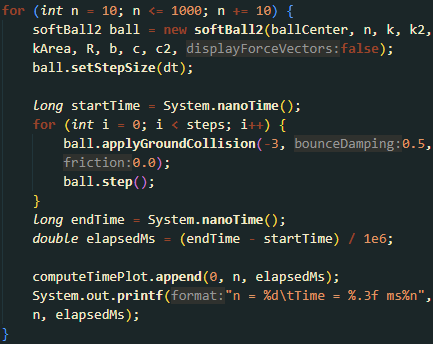 for (int n = 10; n <= 1000; n += 10) {
softBall2 ball = new softBall2(ballCenter, n, k, k2,
kArea, R, b, c, c2, displayForceVectors:false);
ball.setStepSize(dt);
long startTime = System.nanoTime();
for (int i = 0; i < steps; i++) {
ball.applyGroundCollision(-3, bounceDamping:0.5,
friction:0.0);
ball.step();
}
long endTime = System.nanoTime();
double elapsedMs = (endTime - startTime) / 1e6;
computeTimePlot.append(0, n, elapsedMs);
System.out.printf(format:"n = %d\tTime = %.3f ms%n",
n, elapsedMs);
}